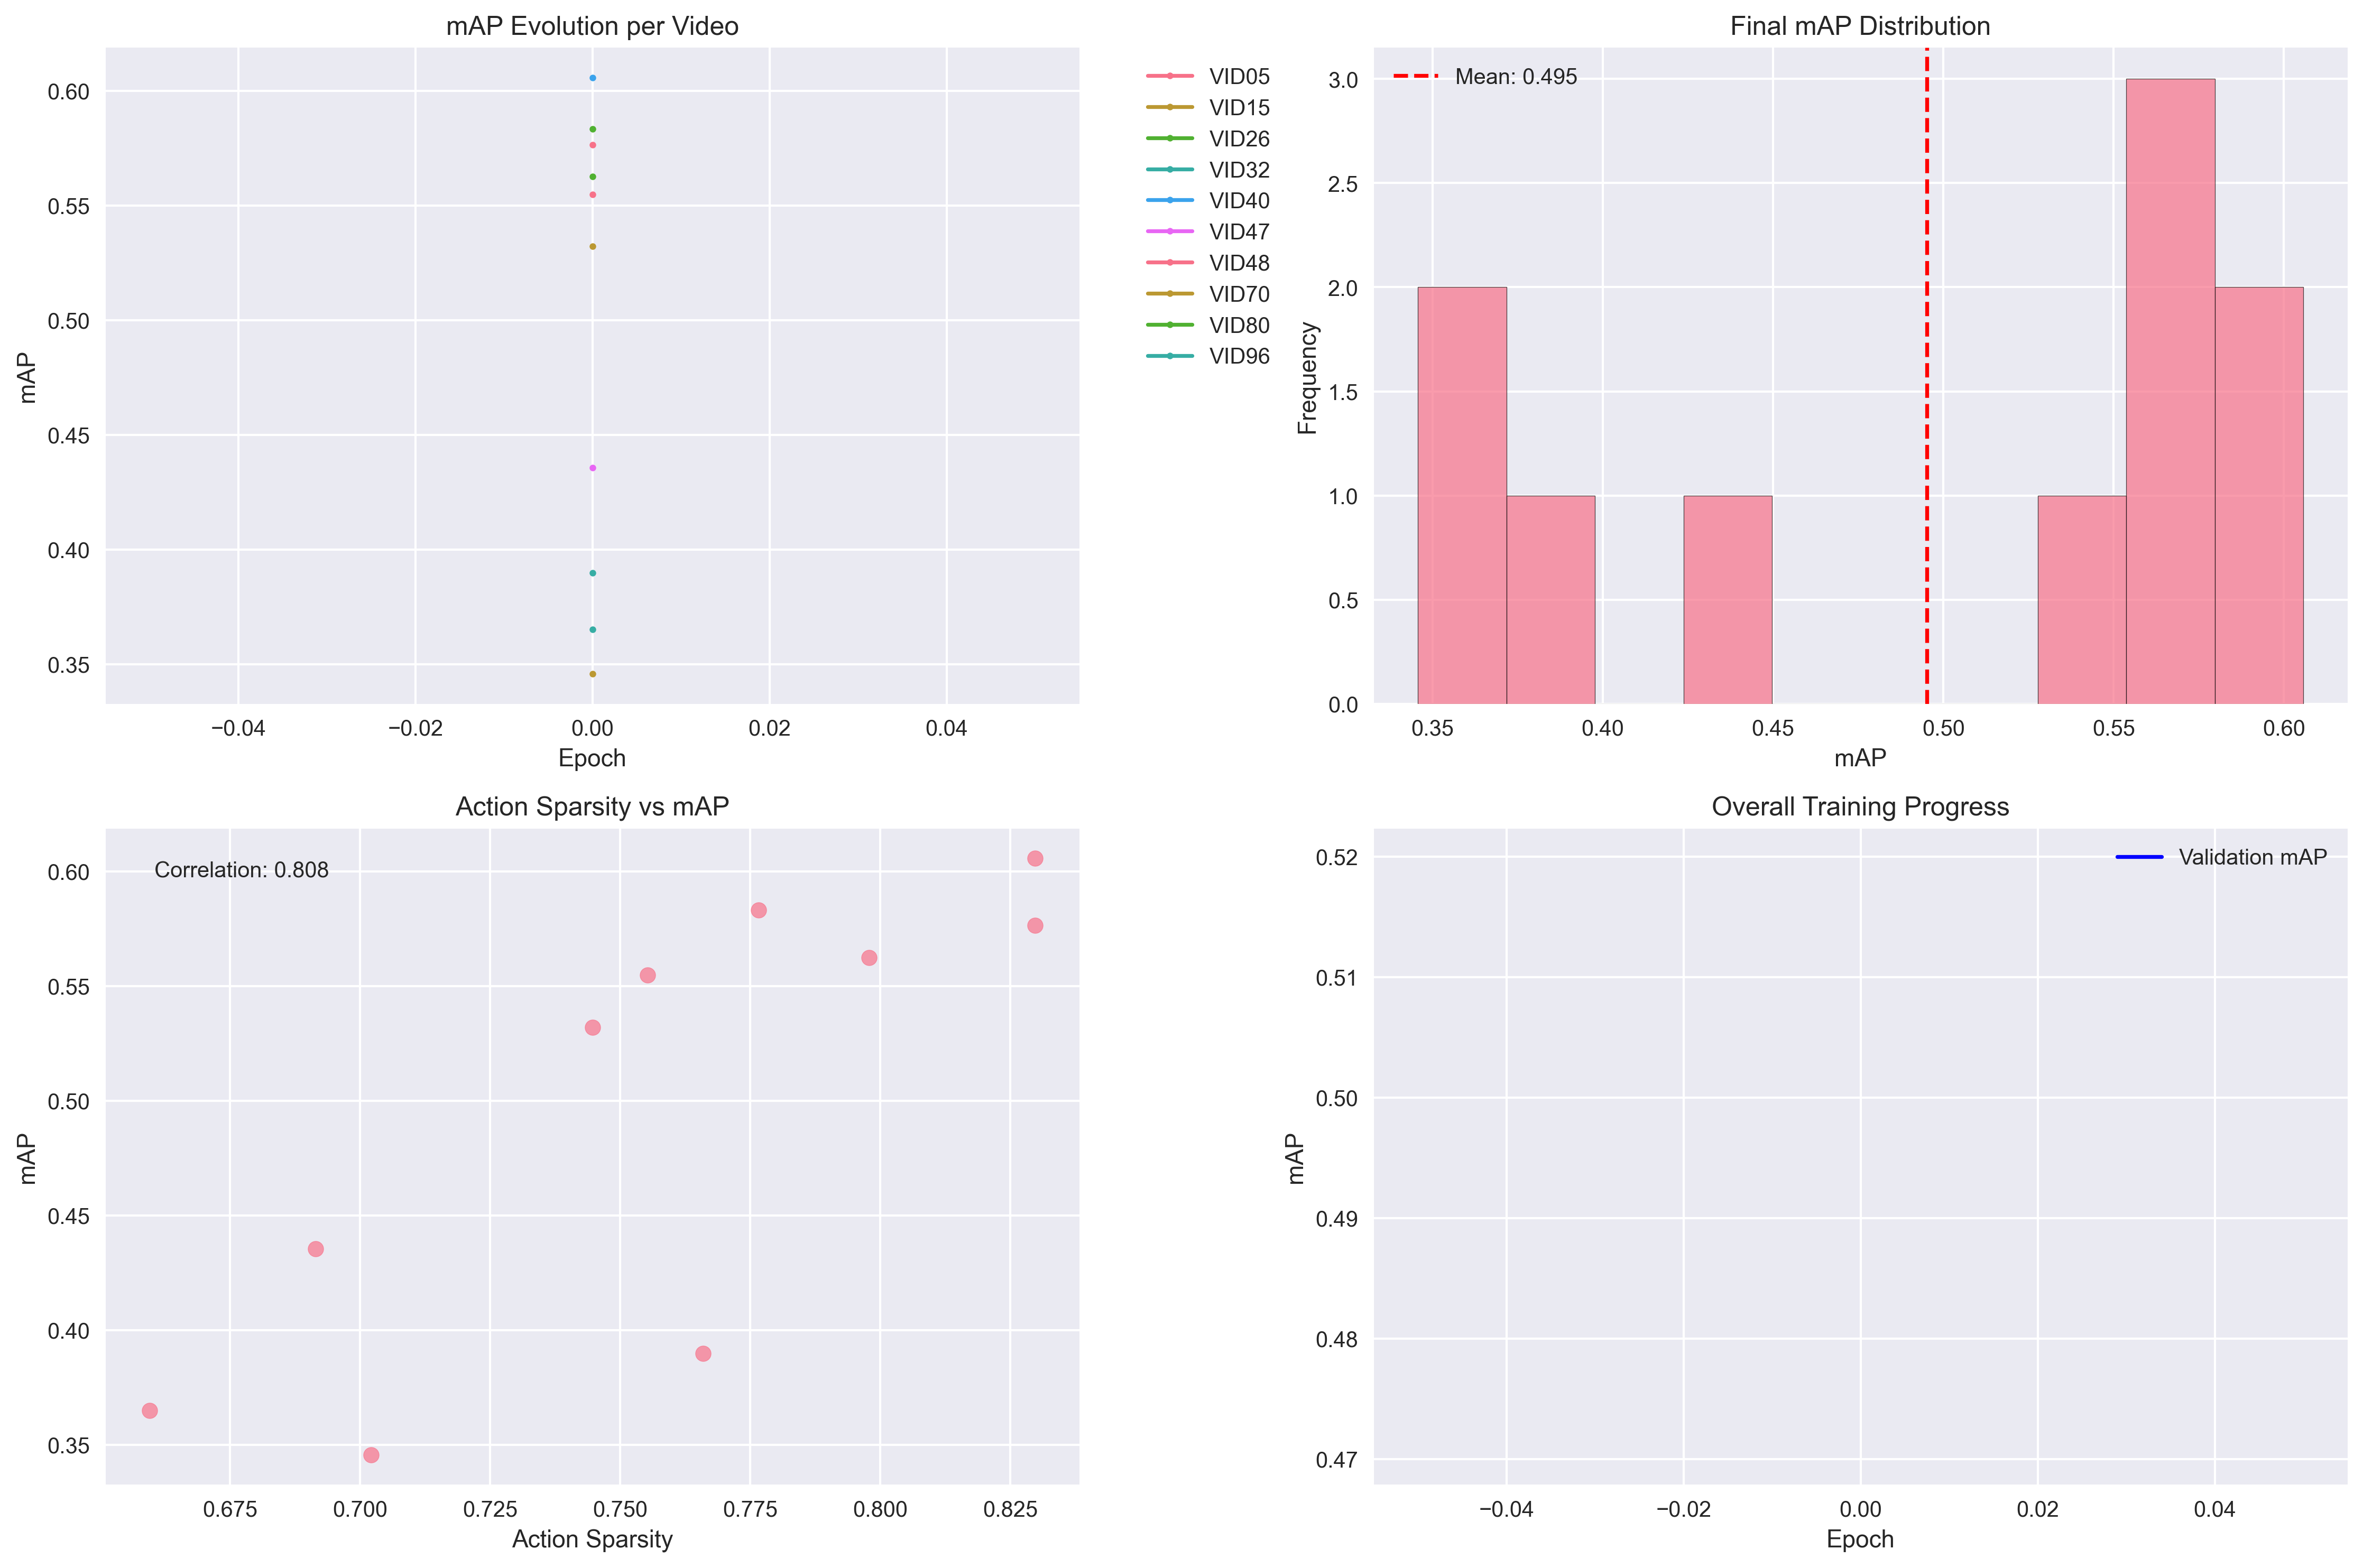 mAP Evolution per Video
mAP
0.60
0.55
0.50
0.45
0.40
0.35
−0.04
−0.02
0.00
0.02
0.04
Epoch
VID05
VID15
VID26
VID32
VID40
VID47
VID48
VID70
VID80
VID96
Final mAP Distribution
Mean: 0.495
Frequency
3.0
2.5
2.0
1.5
1.0
0.5
0.0
0.35
0.40
0.45
0.50
0.55
0.60
mAP
Action Sparsity vs mAP
Correlation: 0.808
mAP
0.60
0.55
0.50
0.45
0.40
0.35
0.675
0.700
0.725
0.750
0.775
0.800
0.825
Action Sparsity
Overall Training Progress
Validation mAP
mAP
0.52
0.51
0.50
0.49
0.48
0.47
−0.04
−0.02
0.00
0.02
0.04
Epoch